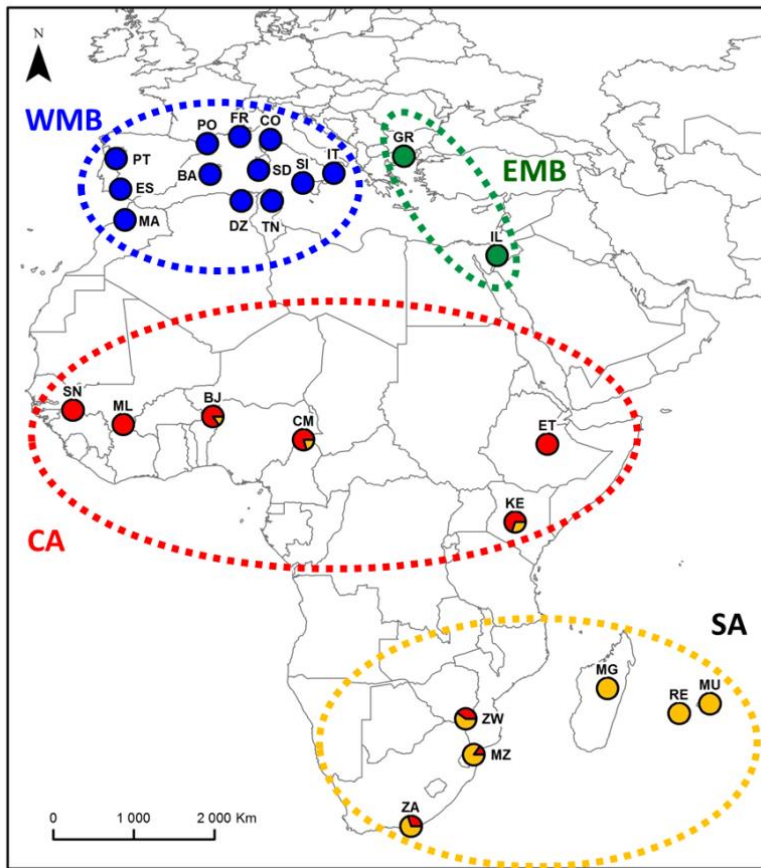 N
WMB
PO
FR
CO
PT
BA
SD
SI
IT
ES
MA
DZ
TN
GR
EMB
IL
SN
ML
BJ
CM
ET
KE
CA
SA
MG
RE
MU
ZW
MZ
ZA
0 1 000 2 000 Km